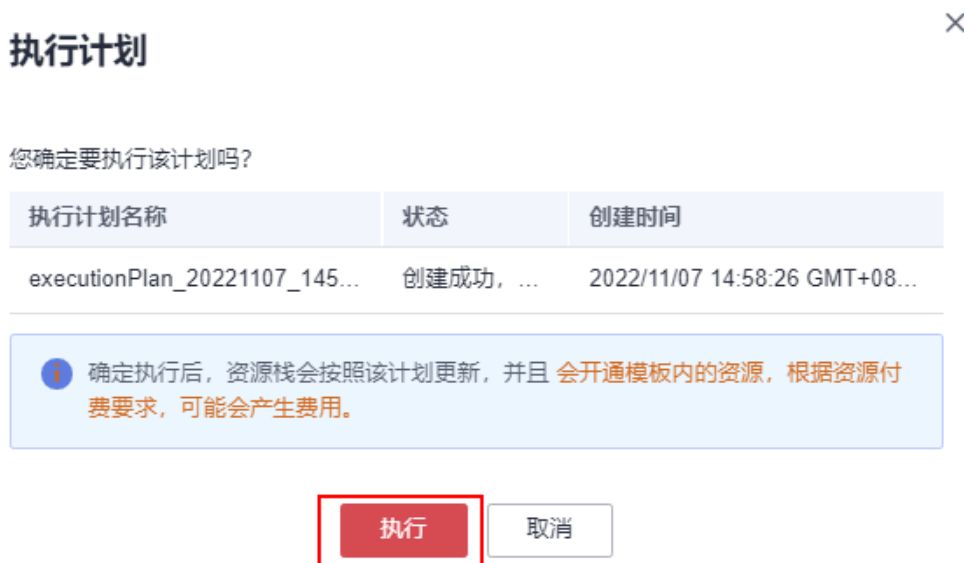 执行计划
您确定要执行该计划吗?
执行计划名称 状态 创建时间
executionPlan_20221107_145... 创建成功，... 2022/11/07 14:58:26 GMT+08...
确定执行后，资源栈会按照该计划更新，并且 会开通模板内的资源，根据资源付
费要求，可能会产生费用。
执行 取消